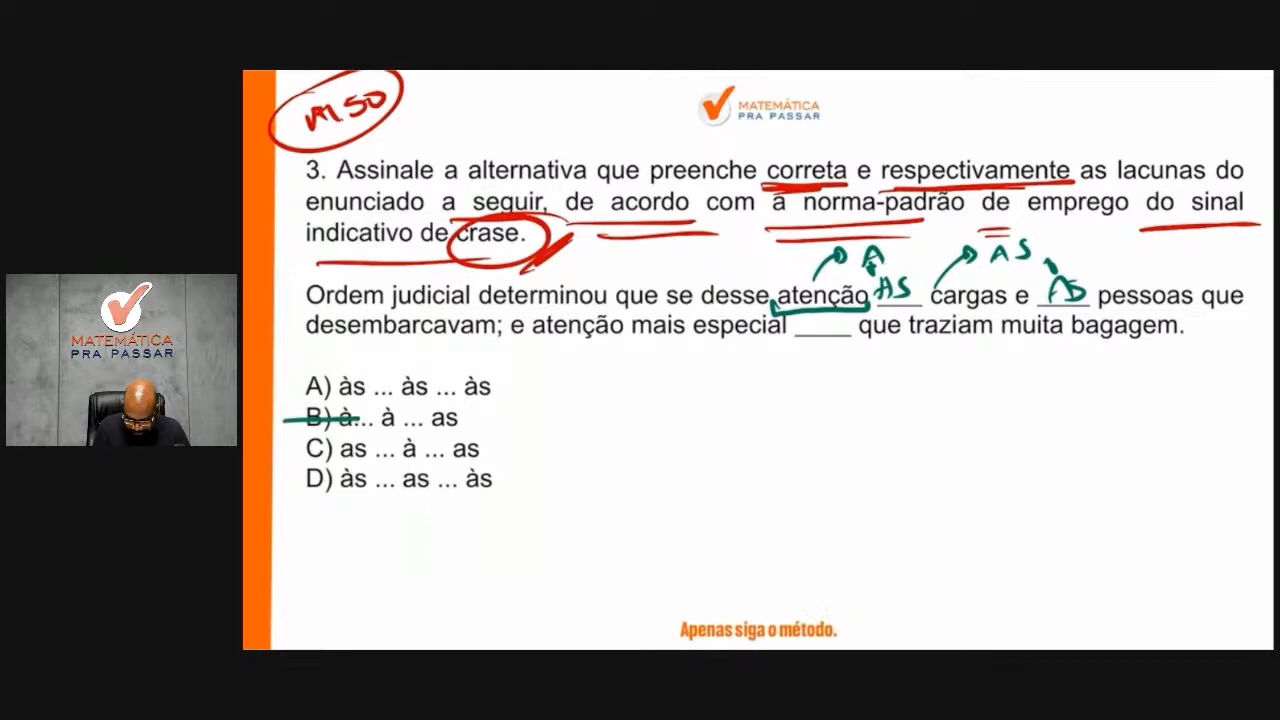 MATEMÁTICA
PRA PASSAR
3. Assinale a alternativa que preenche correta e respectivamente as lacunas do
enunciado a seguir, de acordo com a norma-padrão de emprego do sinal
indicativo de crase.
A
AS
AS
Ordem judicial determinou que se desse atenção ____ cargas e ____ pessoas que
desembarcavam; e atenção mais especial ____ que traziam muita bagagem.
A) às ... às ... às
B) à... à ... as
C) as ... à ... as
D) às ... as ... às
Apenas siga o método.
MATEMÁTICA
PRA PASSAR